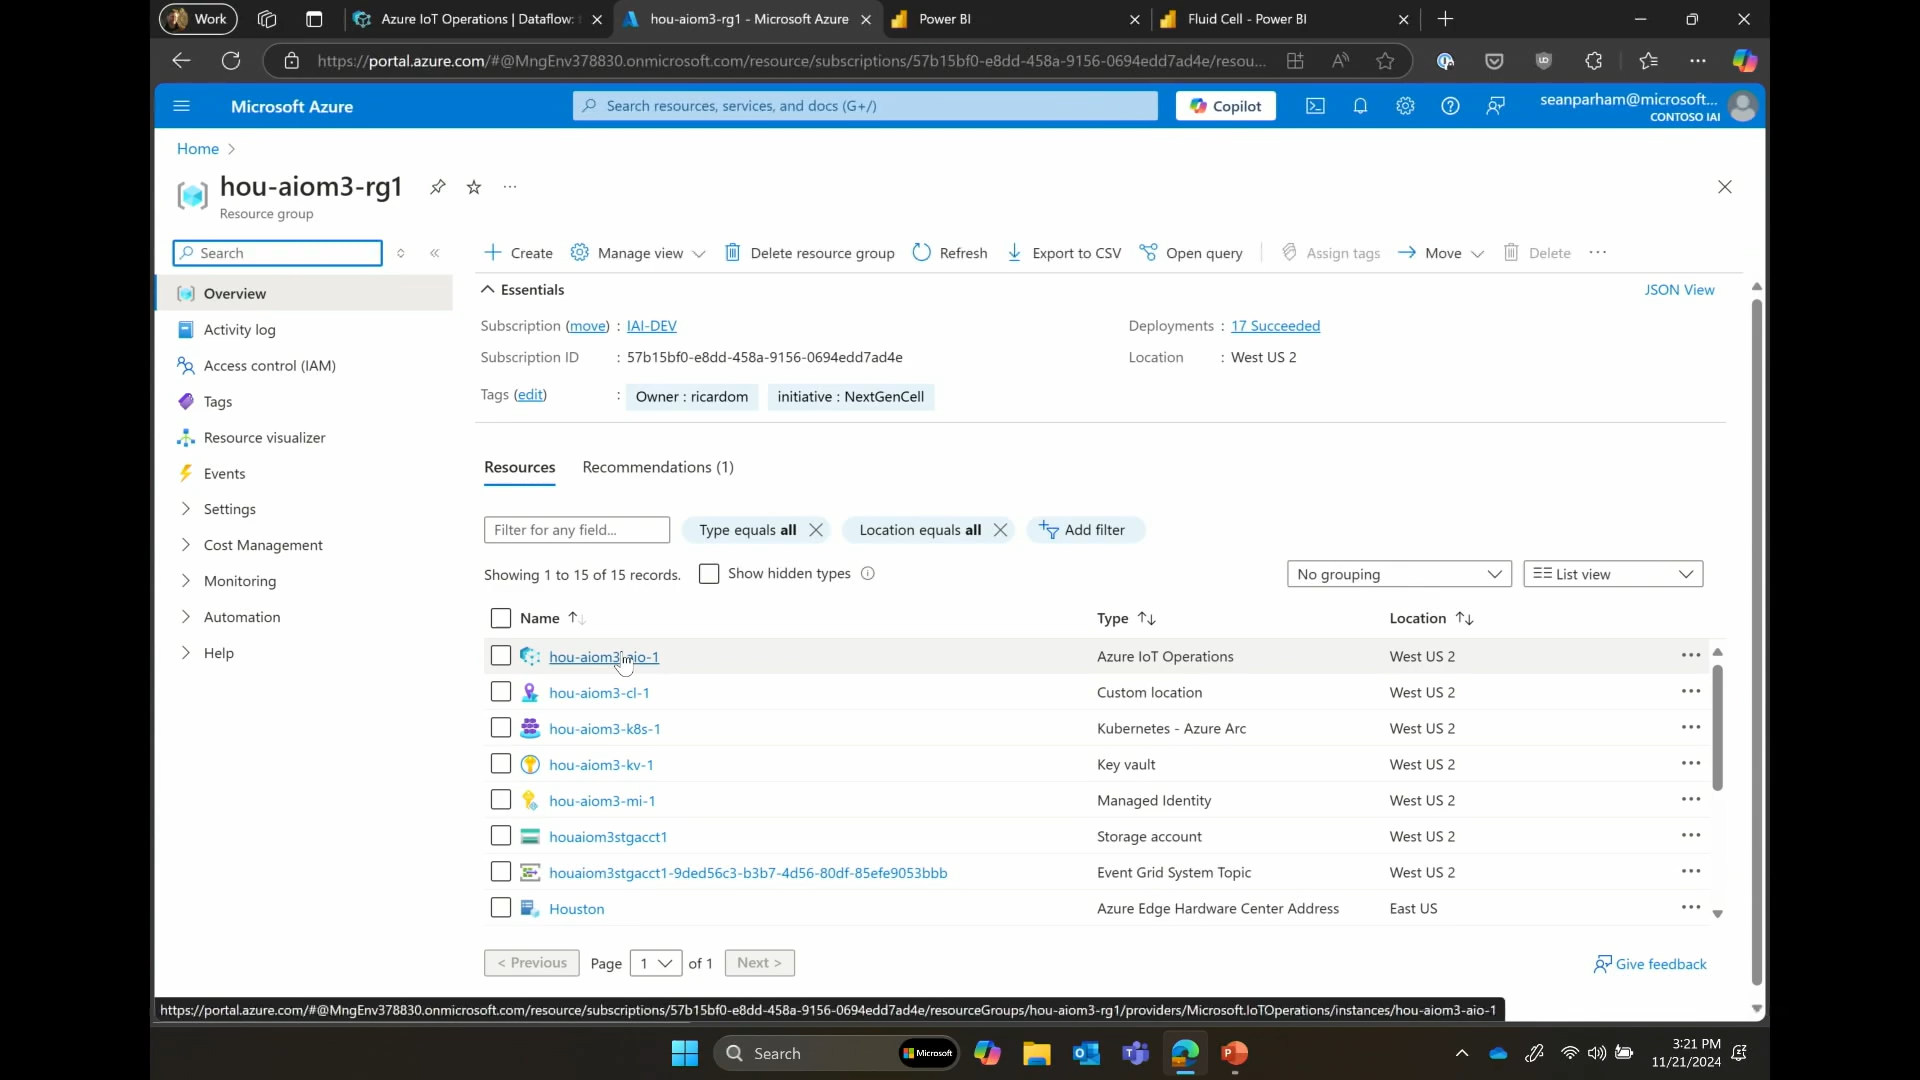 Work
Azure IoT Operations | Dataflow:
hou-aiom3-rg1 - Microsoft Azure
Power BI
Fluid Cell - Power BI
https://portal.azure.com/#@MngEnv378830.onmicrosoft.com/resource/subscriptions/57b15bf0-e8dd-458a-9156-0694edd7ad4e/resou...
Microsoft Azure
Search resources, services, and docs (G+/)
Copilot
seanparham@microsoft...
CONTOSO IAI
Home
hou-aiom3-rg1
Resource group
Search
Create
Manage view
Delete resource group
Refresh
Export to CSV
Open query
Assign tags
Move
Delete
Overview
Activity log
Access control (IAM)
Tags
Resource visualizer
Events
Settings
Cost Management
Monitoring
Automation
Help
Essentials
JSON View
Subscription (move) : IAI-DEV
Deployments : 17 Succeeded
Subscription ID : 57b15bf0-e8dd-458a-9156-0694edd7ad4e
Location : West US 2
Tags (edit) : Owner : ricardom initiative : NextGenCell
Resources Recommendations (1)
Filter for any field...
Type equals all
Location equals all
Add filter
Showing 1 to 15 of 15 records.
Show hidden types
No grouping
List view
Name Type Location
hou-aiom3-aio-1 Azure IoT Operations West US 2
hou-aiom3-cl-1 Custom location West US 2
hou-aiom3-k8s-1 Kubernetes - Azure Arc West US 2
hou-aiom3-kv-1 Key vault West US 2
hou-aiom3-mi-1 Managed Identity West US 2
houaiom3stgacct1 Storage account West US 2
houaiom3stgacct1-9ded56c3-b3b7-4d56-80df-85efe9053bbb Event Grid System Topic West US 2
Houston Azure Edge Hardware Center Address East US
< Previous Page 1 of 1 Next >
Give feedback
https://portal.azure.com/#@MngEnv378830.onmicrosoft.com/resource/subscriptions/57b15bf0-e8dd-458a-9156-0694edd7ad4e/resourceGroups/hou-aiom3-rg1/providers/Microsoft.IoTOperations/instances/hou-aiom3-aio-1
Search
Microsoft
3:21 PM
11/21/2024